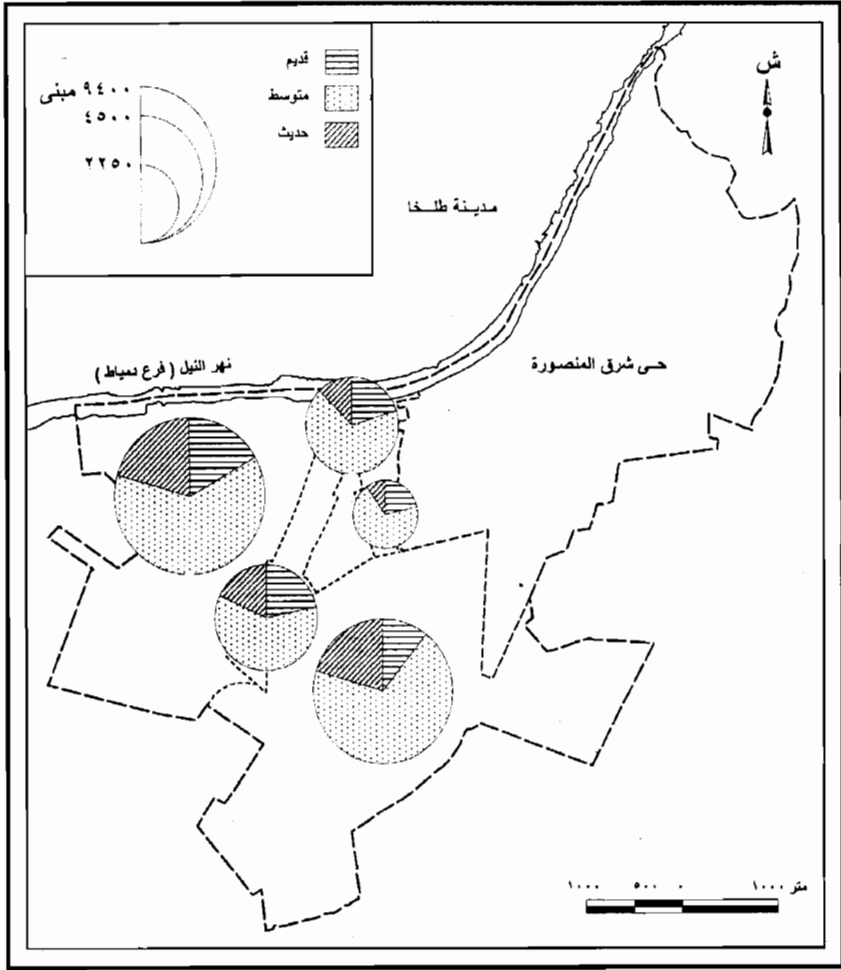 قديم
متوسط
حديث
٩٤٠٠ مبنى
٤٥٠٠
٢٢٥٠
ش
مدينة طلخا
نهر النيل ( فرع دمياط )
حى شرق المنصورة
١٠٠٠ ٥٠٠ ٠ ١٠٠٠ متر